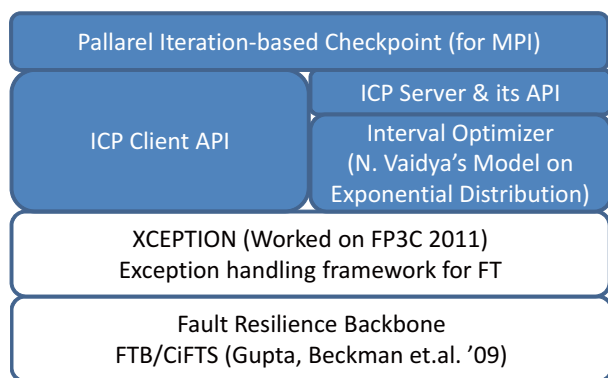 Pallarel Iteration-based Checkpoint (for MPI)
ICP Client API
ICP Server & its API
Interval Optimizer
(N. Vaidya's Model on
Exponential Distribution)
XCEPTION (Worked on FP3C 2011)
Exception handling framework for FT
Fault Resilience Backbone
FTB/CiFTS (Gupta, Beckman et.al. ’09)